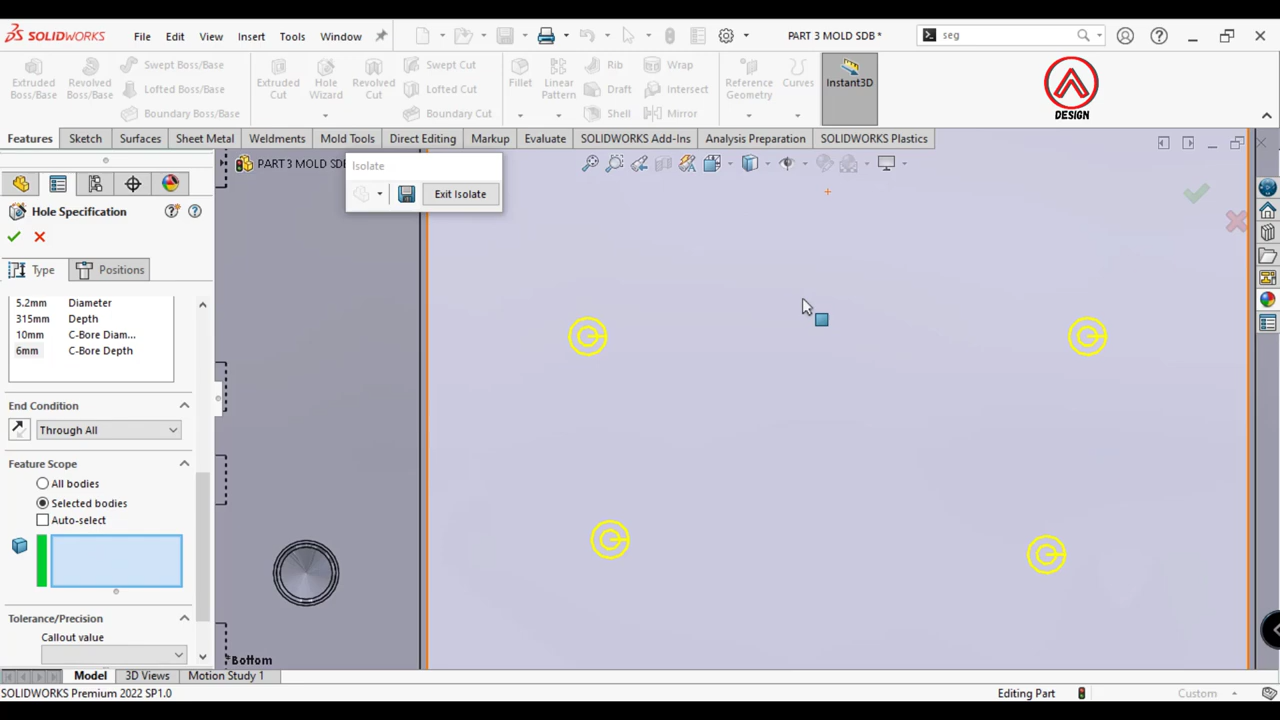 SOLIDWORKS File Edit View Insert Tools Window PART 3 MOLD SDB * seg
Extruded Boss/Base
Revolved Boss/Base
Swept Boss/Base
Lofted Boss/Base
Boundary Boss/Base
Extruded Cut
Hole Wizard
Revolved Cut
Swept Cut
Lofted Cut
Boundary Cut
Fillet
Linear Pattern
Rib
Draft
Shell
Wrap
Intersect
Mirror
Reference Geometry
Curves
Instant3D
DESIGN
Features Sketch Surfaces Sheet Metal Weldments Mold Tools Direct Editing Markup Evaluate SOLIDWORKS Add-Ins Analysis Preparation SOLIDWORKS Plastics
PART 3 MOLD SDB
Isolate
Exit Isolate
Hole Specification
Type Positions
5.2mm Diameter
315mm Depth
10mm C-Bore Diam...
6mm C-Bore Depth
End Condition
Through All
Feature Scope
All bodies
Selected bodies
Auto-select
Tolerance/Precision
Callout value
*Bottom
Model 3D Views Motion Study 1
SOLIDWORKS Premium 2022 SP1.0 Editing Part Custom